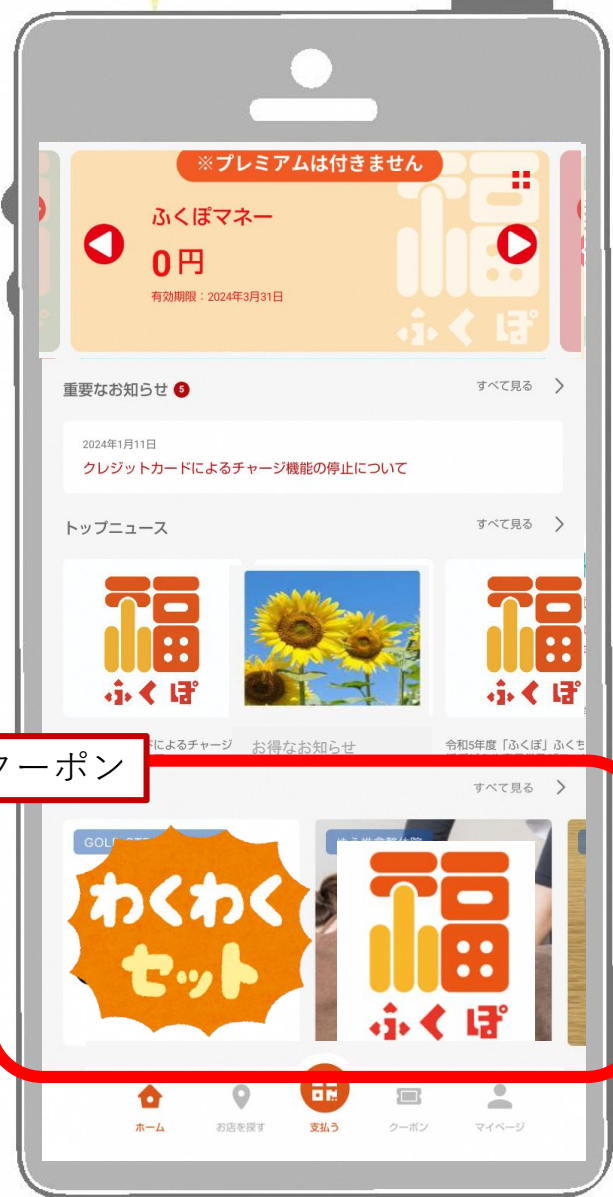 ※プレミアムは付きません
ふくぽマネー
0円
有効期限：2024年3月31日
福
ふくぽ
重要なお知らせ 5
すべて見る
2024年1月11日
クレジットカードによるチャージ機能の停止について
トップニュース
すべて見る
福
ふくぽ
福
ふくぽ
によるチャージ
お得なお知らせ
令和5年度「ふくぽ」ふくち
クーポン
すべて見る
GOL
わくわく
セット
福
ふくぽ
ホーム
お店を探す
支払う
クーポン
マイページ